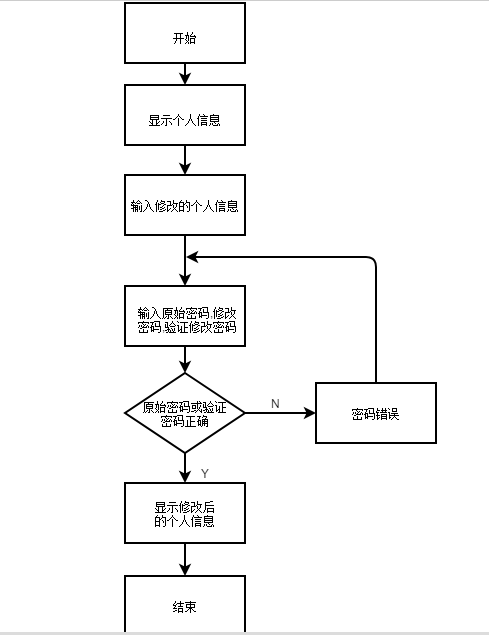 开始
显示个人信息
输入修改的个人信息
输入原始密码,修改
密码,验证修改密码
原始密码或验证
密码正确
N
密码错误
Y
显示修改后
的个人信息
结束